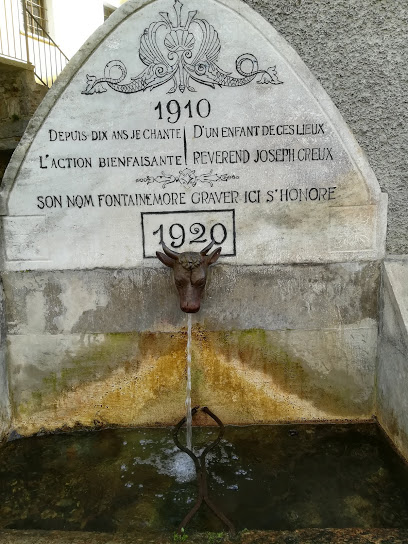 1910
DEPUIS DIX ANS JE CHANTE D'UN ENFANT DE CES LIEUX
L'ACTION BIENFAISANTE REVEREND JOSEPH CREUX
SON NOM FONTAINEMORE GRAVER ICI S'HONORE
1920